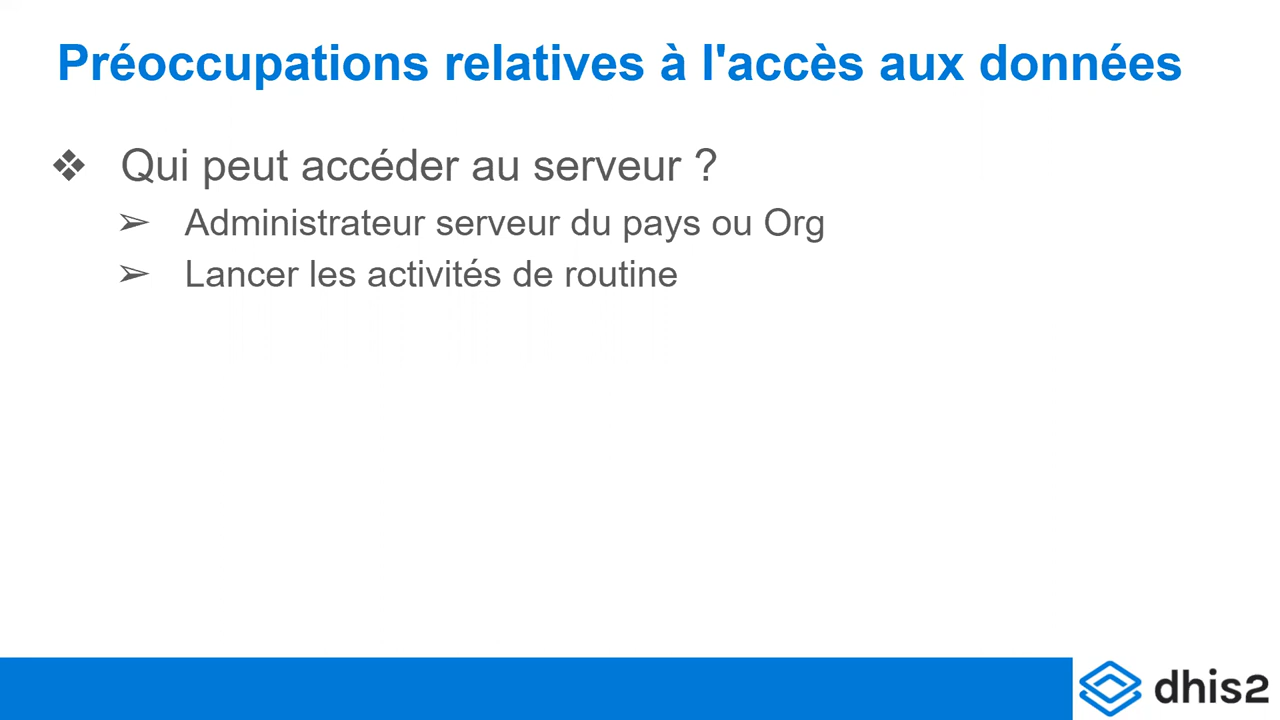 Préoccupations relatives à l'accès aux données
❖ Qui peut accéder au serveur ?
➢ Administrateur serveur du pays ou Org
➢ Lancer les activités de routine
dhis2